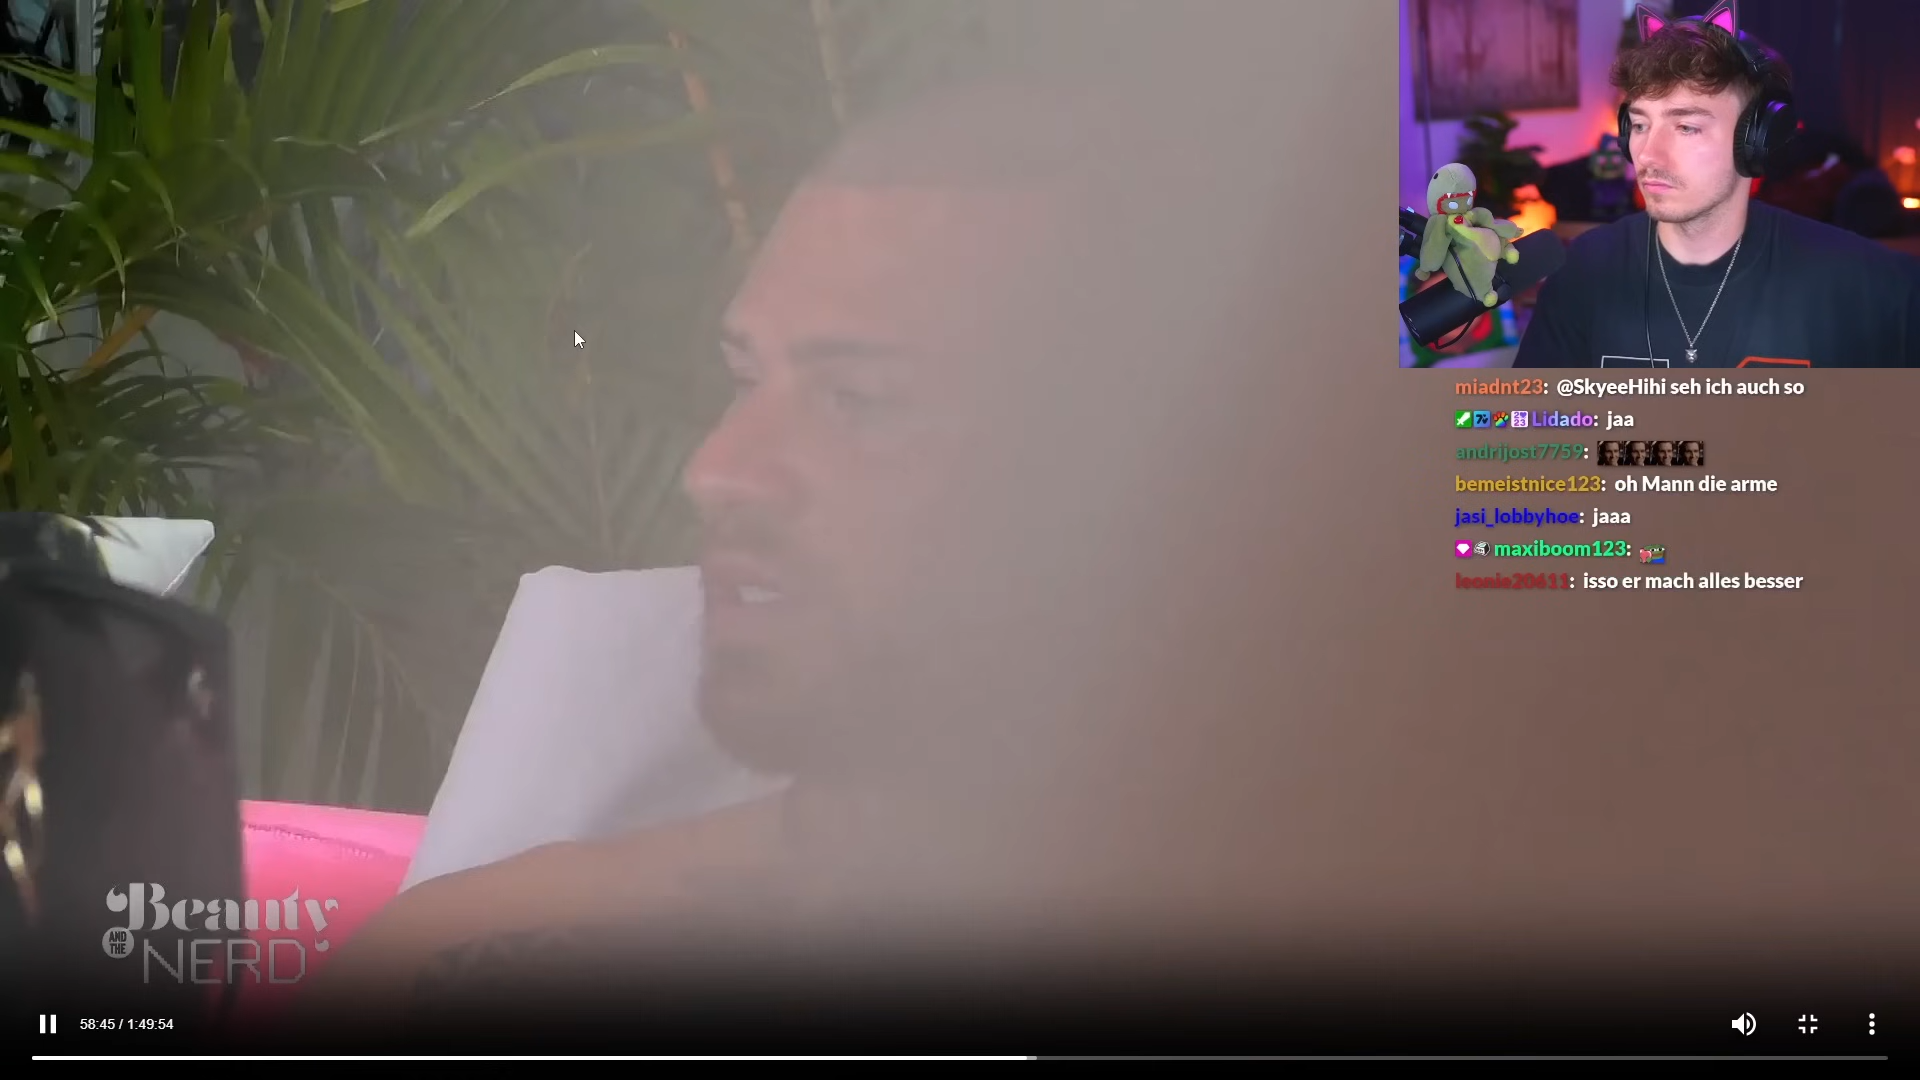 miadnt23: @SkyeeHihi seh ich auch so
Lidado: jaa
andrijost7759:
bemeistnice123: oh Mann die arme
jasi_lobbyhoe: jaaa
maxiboom123:
leonie20611: isso er mach alles besser
Beauty
AND THE
NERD
58:45 / 1:49:54